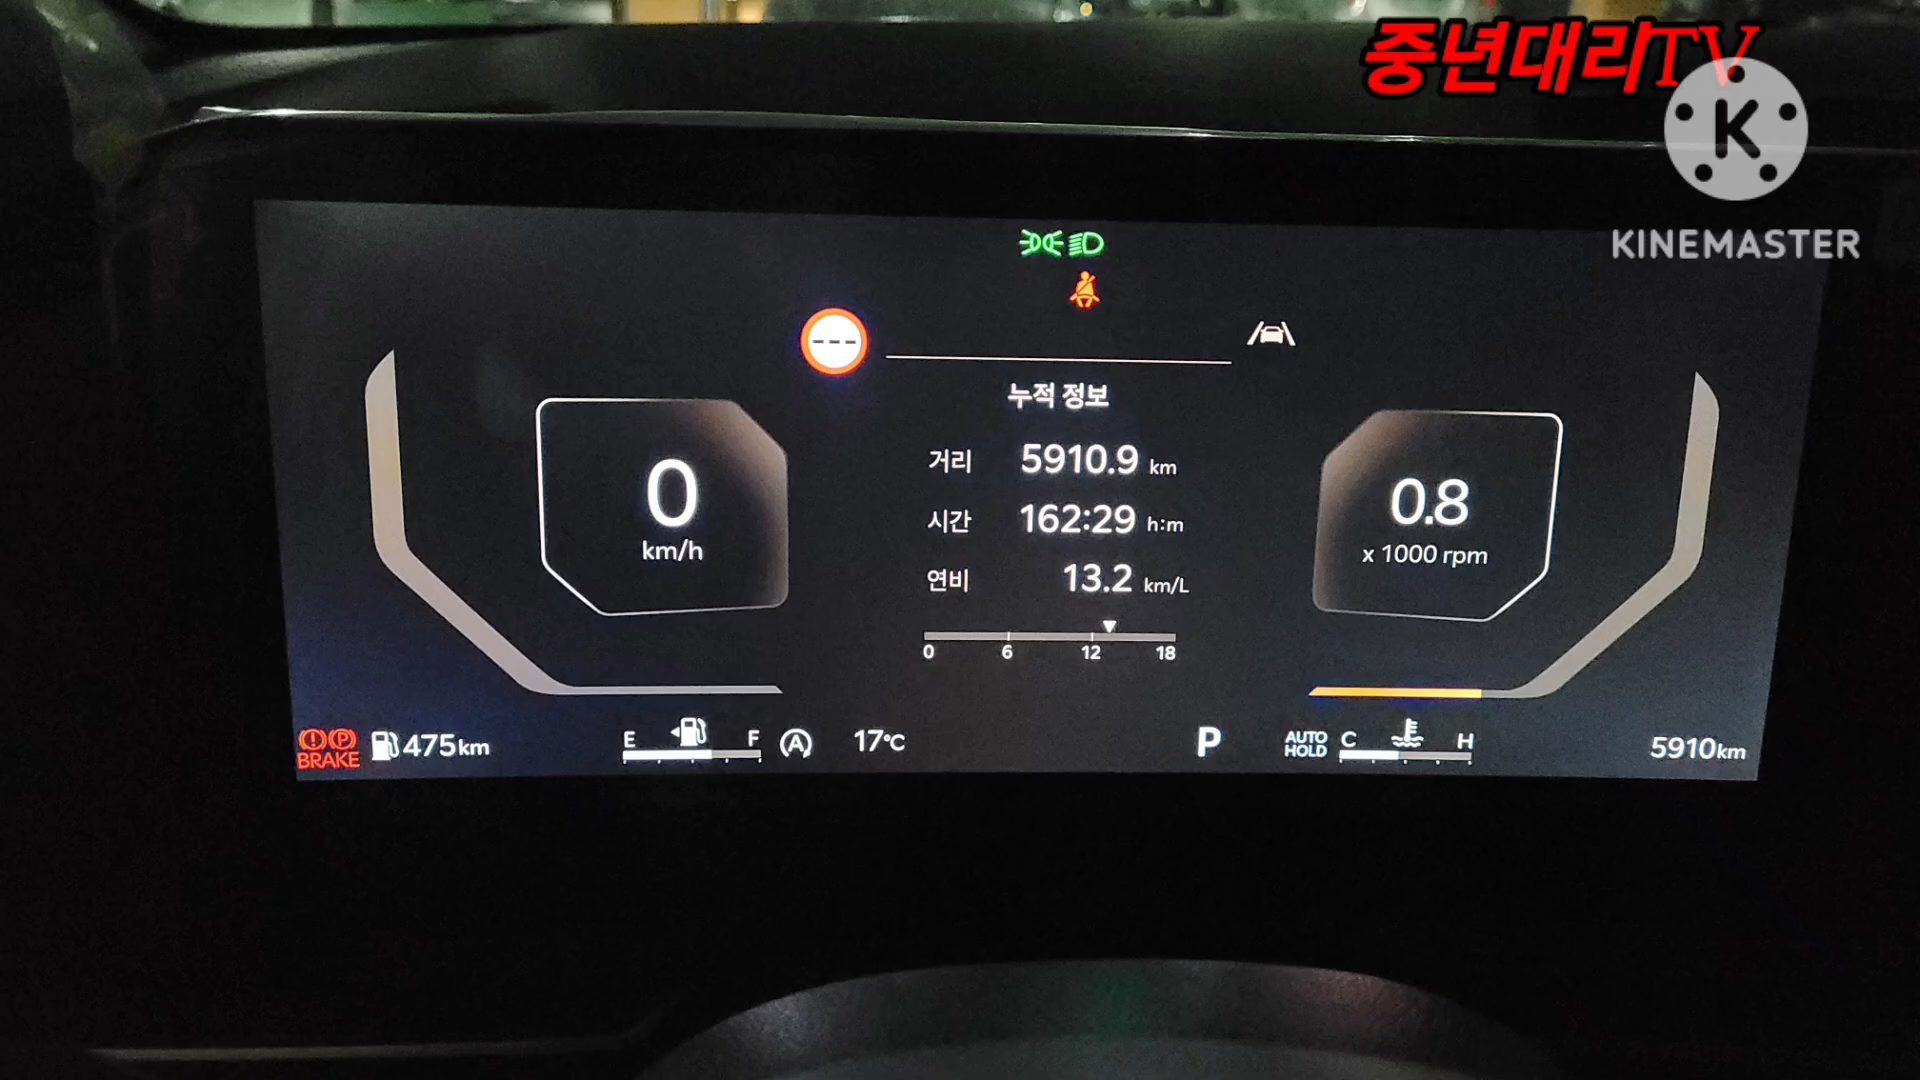 중년대리TV
K
KINEMASTER
---
누적 정보
거리 5910.9 km
시간 162:29 h:m
연비 13.2 km/L
0 6 12 18
0
km/h
0.8
x 1000 rpm
BRAKE
475km
E F
A
17°C
P
AUTO HOLD
C H
5910km